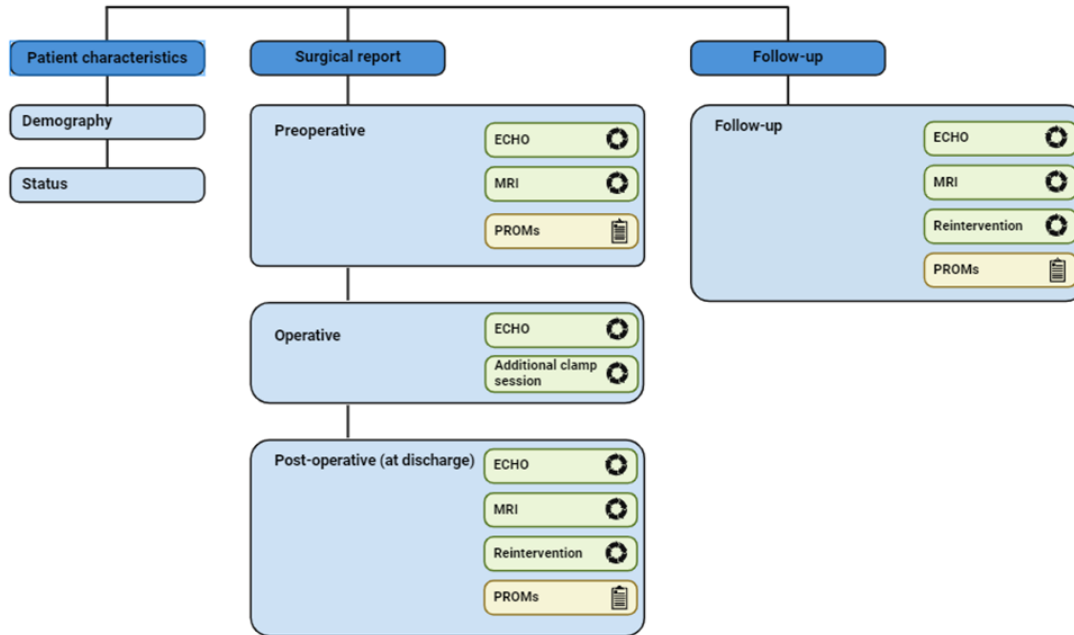 Patient characteristics
Demography
Status
Surgical report
Preoperative
ECHO
MRI
PROMs
Operative
ECHO
Additional clamp
session
Post-operative (at discharge)
ECHO
MRI
Reintervention
PROMs
Follow-up
Follow-up
ECHO
MRI
Reintervention
PROMs